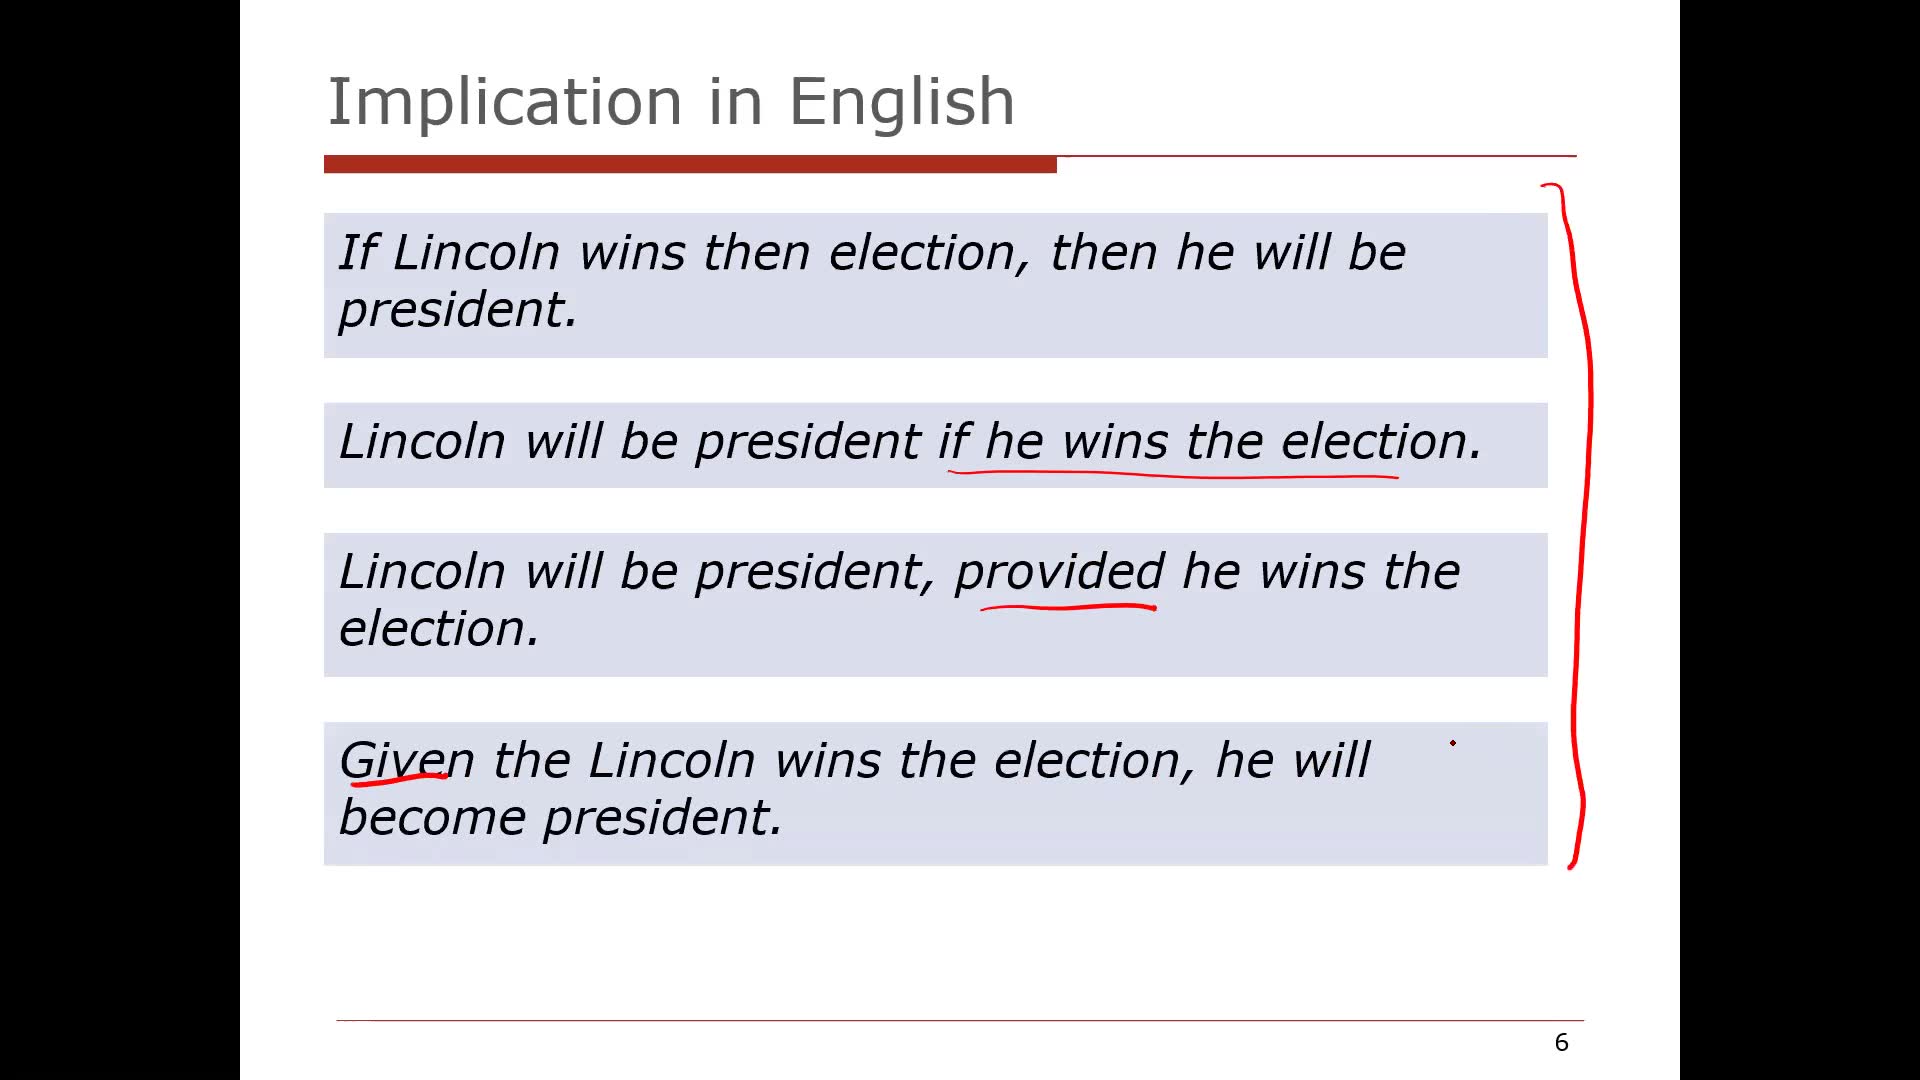 Implication in English
If Lincoln wins then election, then he will be
president.
Lincoln will be president if he wins the election.
Lincoln will be president, provided he wins the
election.
Given the Lincoln wins the election, he will
become president.
6